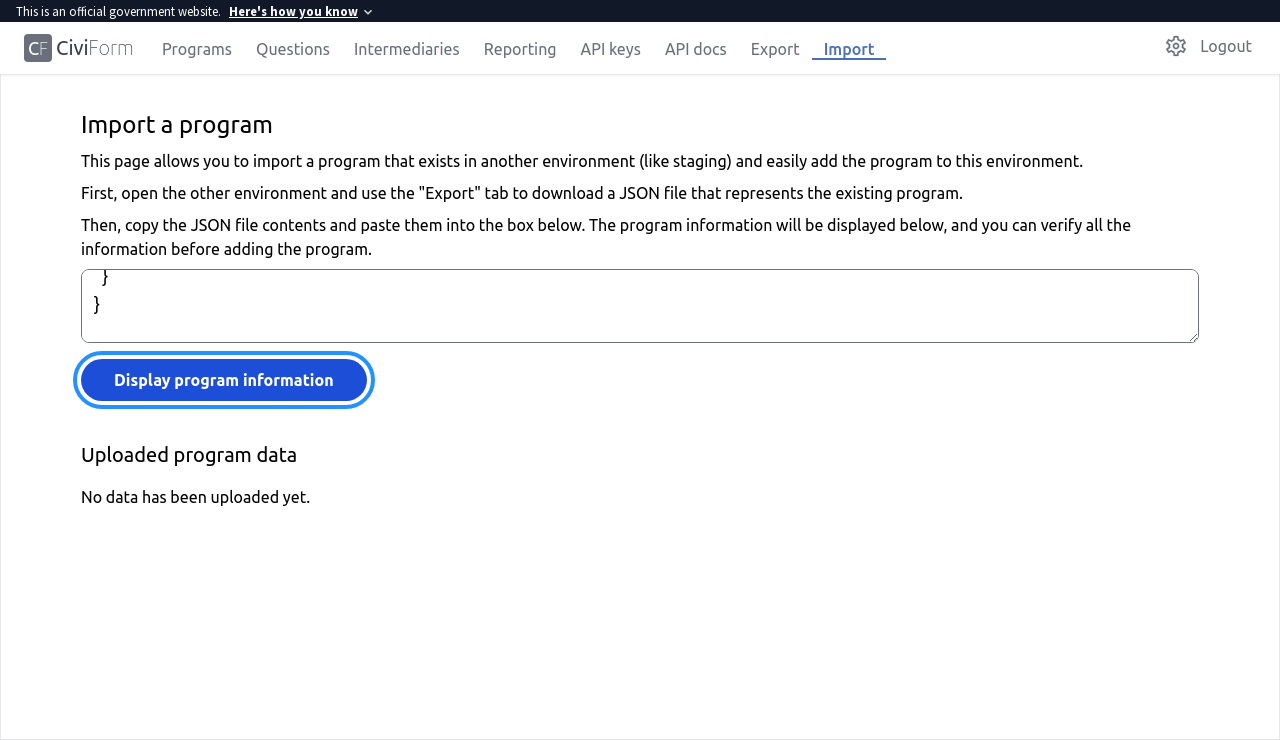 This is an official government website. Here's how you know
CF CiviForm Programs Questions Intermediaries Reporting API keys API docs Export Import Logout
Import a program
This page allows you to import a program that exists in another environment (like staging) and easily add the program to this environment.
First, open the other environment and use the "Export" tab to download a JSON file that represents the existing program.
Then, copy the JSON file contents and paste them into the box below. The program information will be displayed below, and you can verify all the
information before adding the program.
}
}
Display program information
Uploaded program data
No data has been uploaded yet.